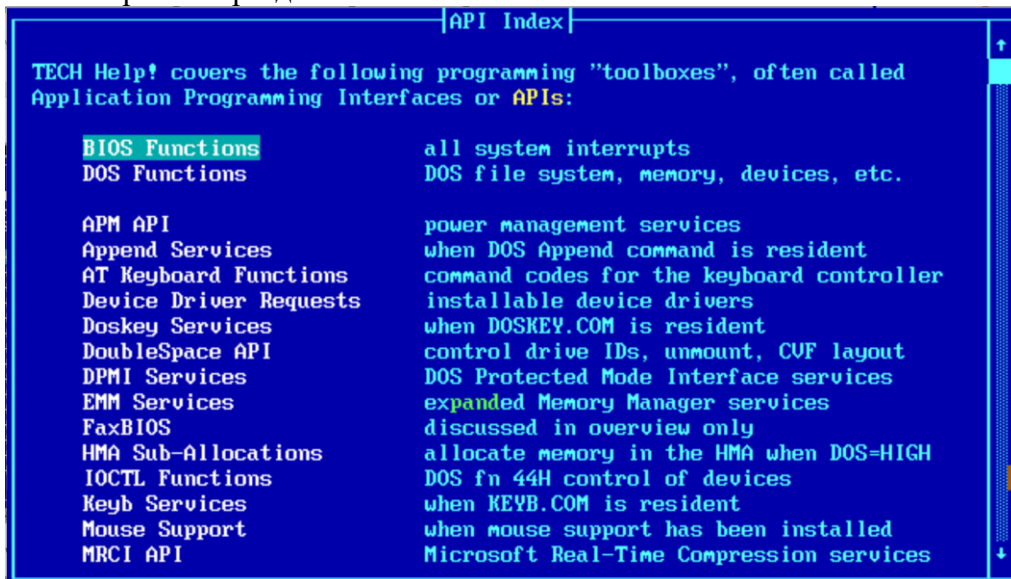 API Index
TECH Help! covers the following programming "toolboxes", often called
Application Programming Interfaces or APIs:
BIOS Functions all system interrupts
DOS Functions DOS file system, memory, devices, etc.
APM API power management services
Append Services when DOS Append command is resident
AT Keyboard Functions command codes for the keyboard controller
Device Driver Requests installable device drivers
Doskey Services when DOSKEY.COM is resident
DoubleSpace API control drive IDs, unmount, CVF layout
DPMI Services DOS Protected Mode Interface services
EMM Services expanded Memory Manager services
FaxBIOS discussed in overview only
HMA Sub-Allocations allocate memory in the HMA when DOS=HIGH
IOCTL Functions DOS fn 44H control of devices
Keyb Services when KEYB.COM is resident
Mouse Support when mouse support has been installed
MRCI API Microsoft Real-Time Compression services